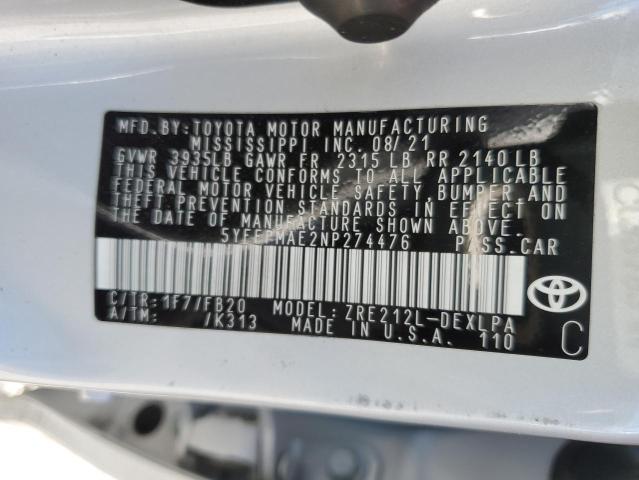 MFD.BY:TOYOTA MOTOR MANUFACTURING
MISSISSIPPI INC. 08/21
GVWR 3935LB GAWR FR 2315 LB RR 2140LB
THIS VEHICLE CONFORMS TO ALL APPLICABLE
FEDERAL MOTOR VEHICLE SAFETY, BUMPER, AND
THEFT PREVENTION STANDARDS IN EFFECT ON
THE DATE OF MANUFACTURE SHOWN ABOVE.
5YFEPMAE2NP274476 PASS.CAR
C/TR: 1F7/FB20 MODEL: ZRE212L-DEXLPA
A/TM: /K313 MADE IN U.S.A. 110
C